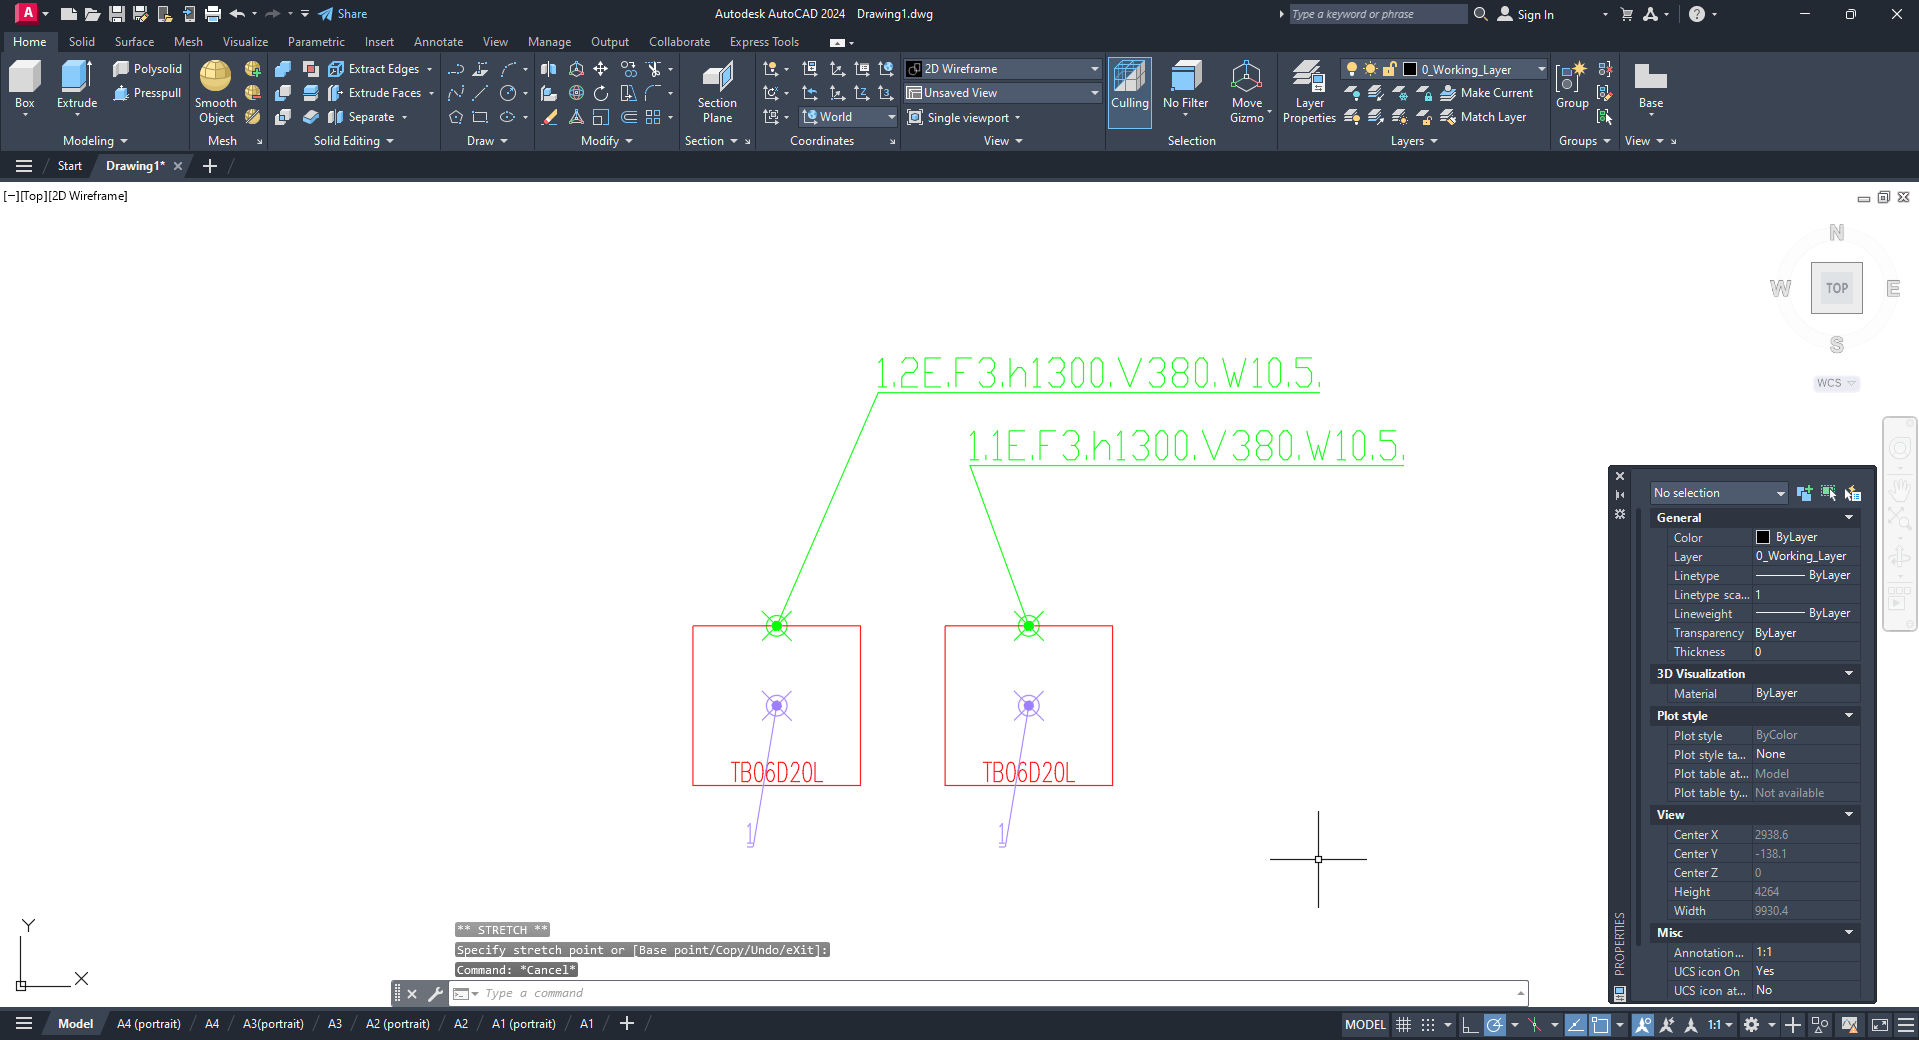 Share
Autodesk AutoCAD 2024 Drawing1.dwg
Type a keyword or phrase
Sign In
Home Solid Surface Mesh Visualize Parametric Insert Annotate View Manage Output Collaborate Express Tools
Box
Extrude
Polysolid
Presspull
Modeling
Smooth Object
Mesh
Extract Edges
Extrude Faces
Separate
Solid Editing
Draw
Modify
Section Plane
Section
World
Coordinates
2D Wireframe
Unsaved View
Single viewport
View
Culling
No Filter
Move Gizmo
Selection
Layer Properties
0_Working_Layer
Make Current
Match Layer
Layers
Group
Groups
Base
View
Start Drawing1*
[−][Top][2D Wireframe]
N
W TOP E
S
WCS
1.2E.F3.h1300.V380.W10.5.
1.1E.F3.h1300.V380.W10.5.
TB06D20L TB06D20L
1 1
Y
X
No selection
General
Color ByLayer
Layer 0_Working_Layer
Linetype ByLayer
Linetype sca... 1
Lineweight ByLayer
Transparency ByLayer
Thickness 0
3D Visualization
Material ByLayer
Plot style
Plot style ByColor
Plot style ta... None
Plot table at... Model
Plot table ty... Not available
View
Center X 2938.6
Center Y -138.1
Center Z 0
Height 4264
Width 9930.4
Misc
Annotation... 1:1
UCS icon On Yes
UCS icon at... No
PROPERTIES
** STRETCH **
Specify stretch point or [Base point/Copy/Undo/eXit]:
Command: *Cancel*
Type a command
Model A4 (portrait) A4 A3(portrait) A3 A2 (portrait) A2 A1 (portrait) A1
MODEL 1:1